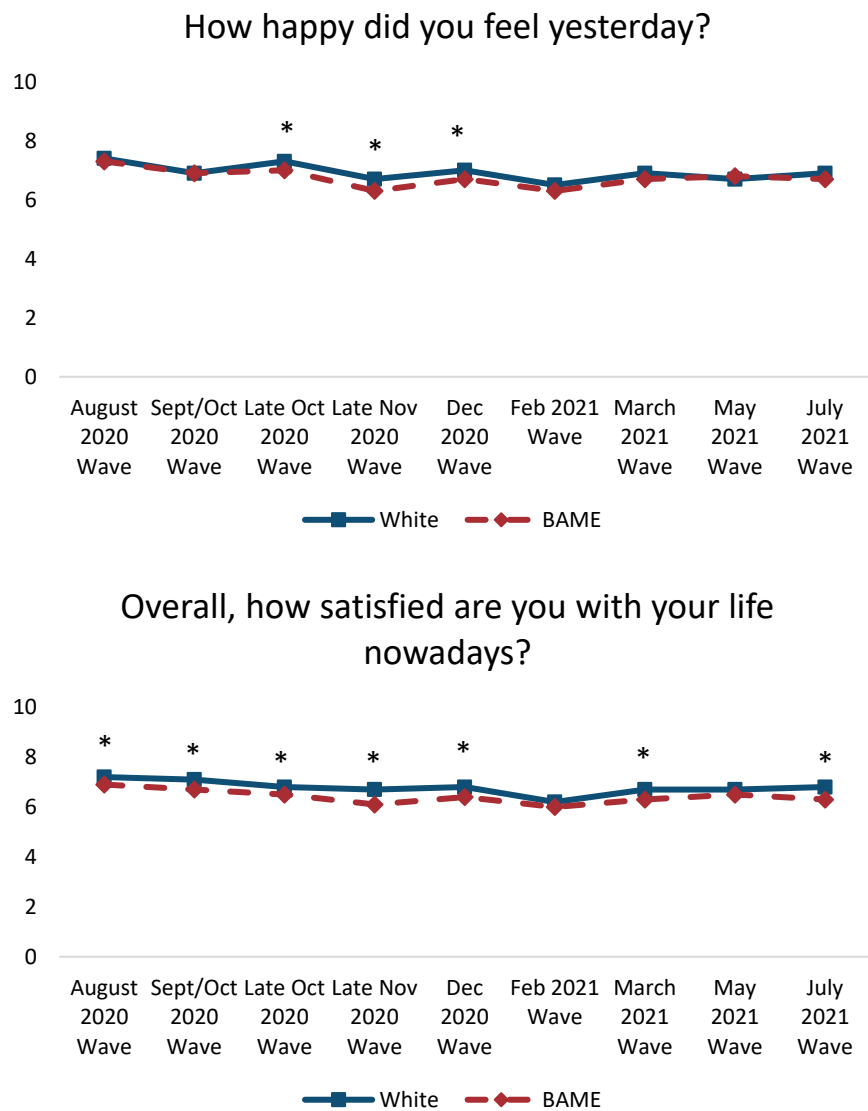 How happy did you feel yesterday?
10
*
*
*
8
6
4
2
0
August Sept/Oct Late Oct Late Nov Dec Feb 2021 March May July
2020 2020 2020 2020 2020 Wave 2021 2021 2021
Wave Wave Wave Wave Wave Wave Wave Wave
White BAME
Overall, how satisfied are you with your life
nowadays?
10
* * * * * * *
8
6
4
2
0
August Sept/Oct Late Oct Late Nov Dec Feb 2021 March May July
2020 2020 2020 2020 2020 Wave 2021 2021 2021
Wave Wave Wave Wave Wave Wave Wave Wave
White BAME